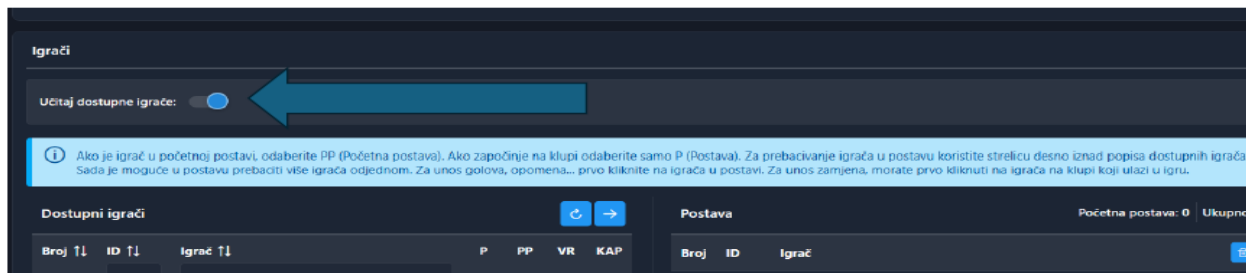 Igrači
Učitaj dostupne igrače:
Ako je igrač u početnoj postavi, odaberite PP (Početna postava). Ako započinje na klupi odaberite samo P (Postava). Za prebacivanje igrača u postavu koristite strelicu desno iznad popisa dostupnih igrača
Sada je moguće u postavu prebaciti više igrača odjednom. Za unos golova, opomena... prvo kliknite na igrača u postavi. Za unos zamjena, morate prvo kliknuti na igrača na klupi koji ulazi u igru.
Dostupni igrači
Postava Početna postava: 0 Ukupno
Broj ID Igrač P PP VR KAP
Broj ID Igrač